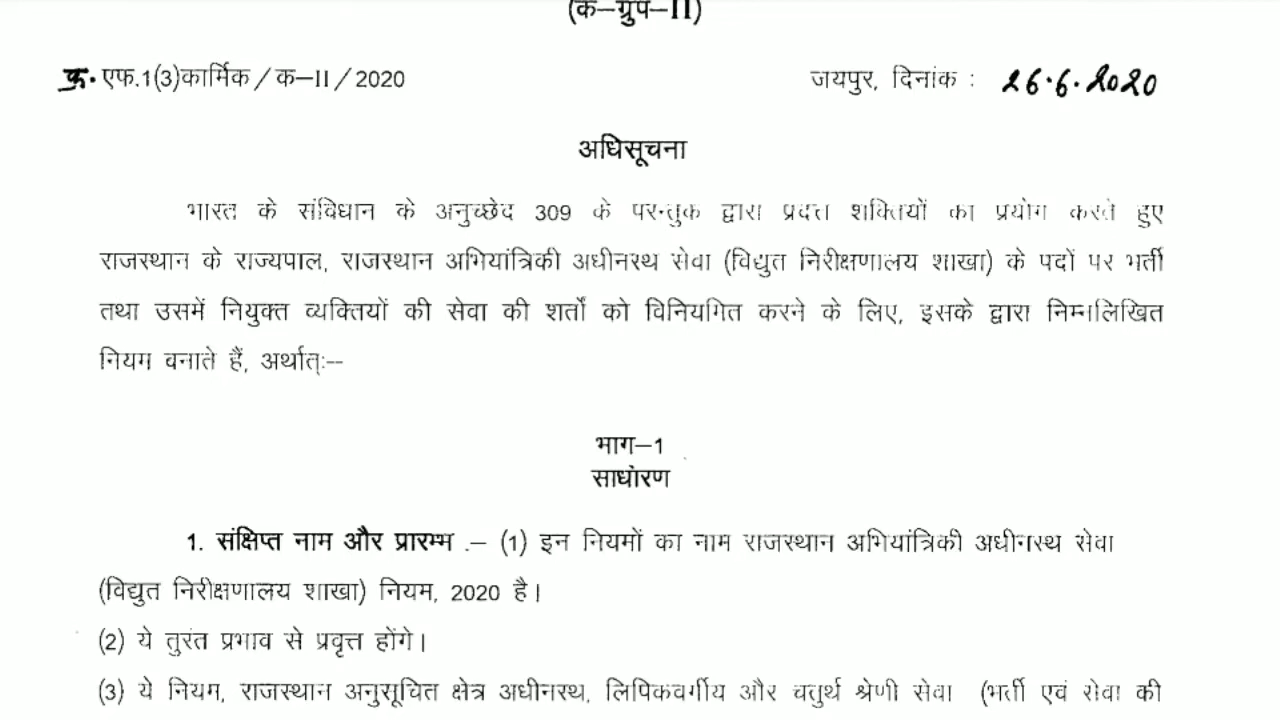 (क–ग्रुप–II)
क. एफ.1(3)कार्मिक / क–II / 2020 जयपुर, दिनांक : 26.6.2020
अधिसूचना
भारत के संविधान के अनुच्छेद 309 के परन्तुक द्वारा प्रदत्त शक्तियों का प्रयोग करते हुए
राजस्थान के राज्यपाल, राजस्थान अभियांत्रिकी अधीनस्थ सेवा (विद्युत निरीक्षणालय शाखा) के पदों पर भर्ती
तथा उसमें नियुक्त व्यक्तियों की सेवा की शर्तों को विनियमित करने के लिए, इसके द्वारा निम्नलिखित
नियम बनाते हैं, अर्थात्:--
भाग–1
साधारण
1. संक्षिप्त नाम और प्रारम्भ .– (1) इन नियमों का नाम राजस्थान अभियांत्रिकी अधीनस्थ सेवा
(विद्युत निरीक्षणालय शाखा) नियम, 2020 है।
(2) ये तुरंत प्रभाव से प्रवृत्त होंगे।
(3) ये नियम, राजस्थान अनुसूचित क्षेत्र अधीनस्थ, लिपिकवर्गीय और चतुर्थ श्रेणी सेवा (भर्ती एवं सेवा की